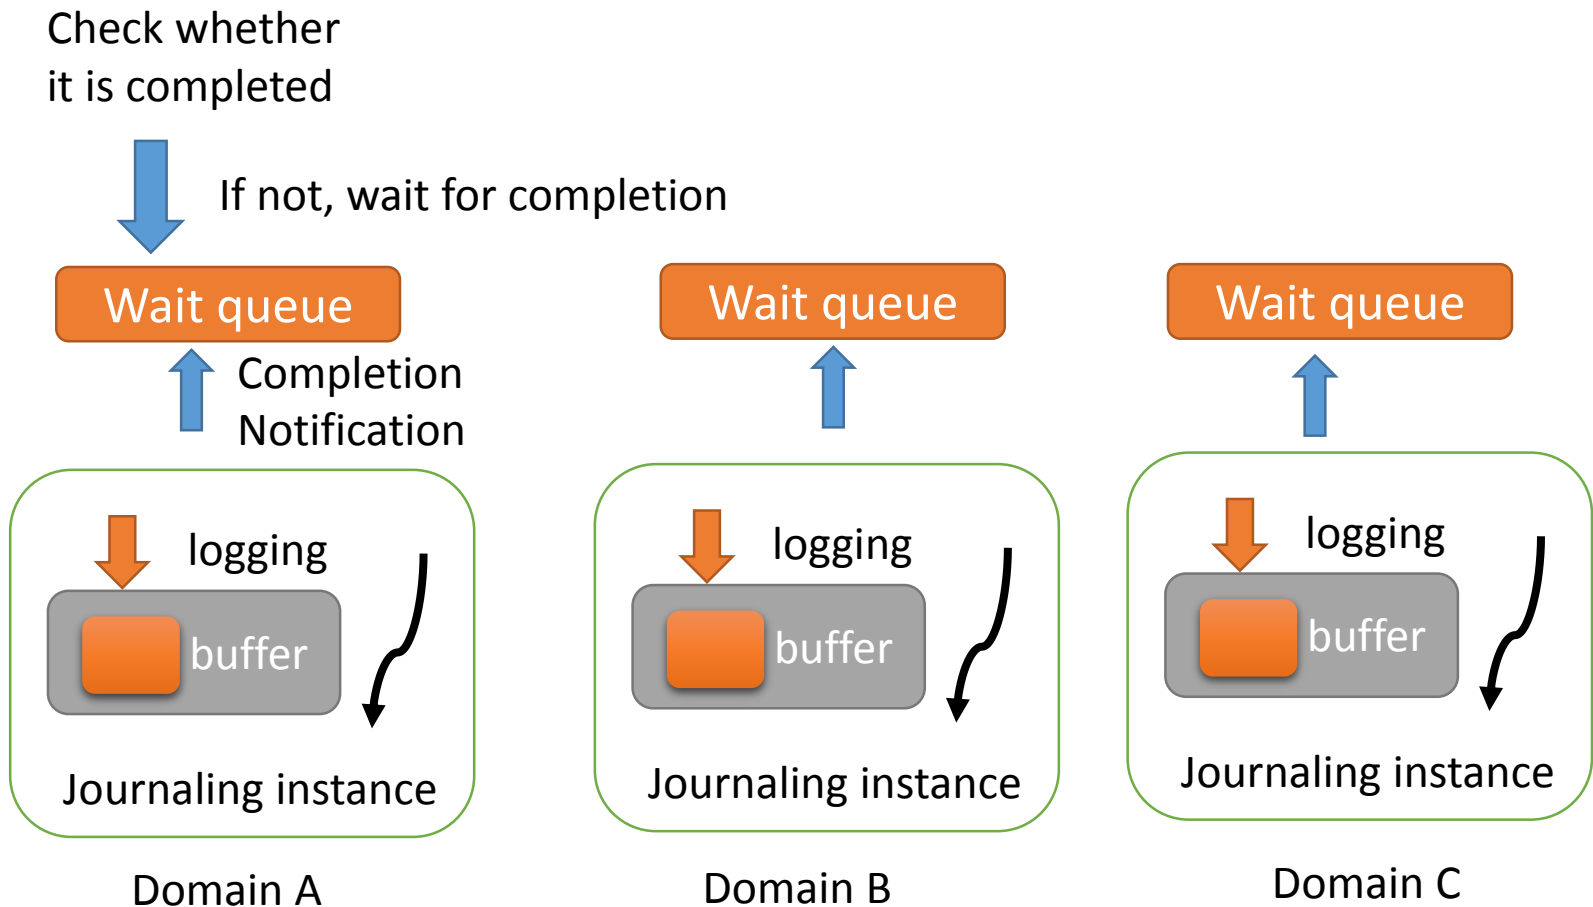 Check whether
it is completed
If not, wait for completion
Wait queue
Wait queue
Wait queue
Completion
Notification
logging
logging
logging
buffer
buffer
buffer
Journaling instance
Journaling instance
Journaling instance
Domain A
Domain B
Domain C